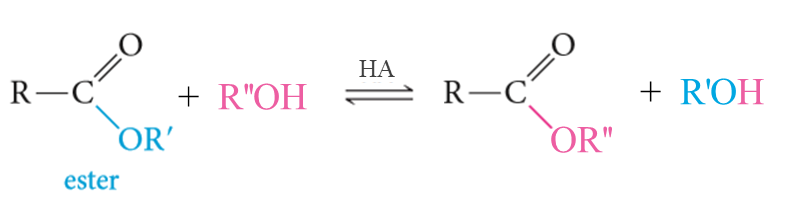 O O
HA
R—C + R"OH ⇌ R—C + R'OH
OR′ OR"
ester